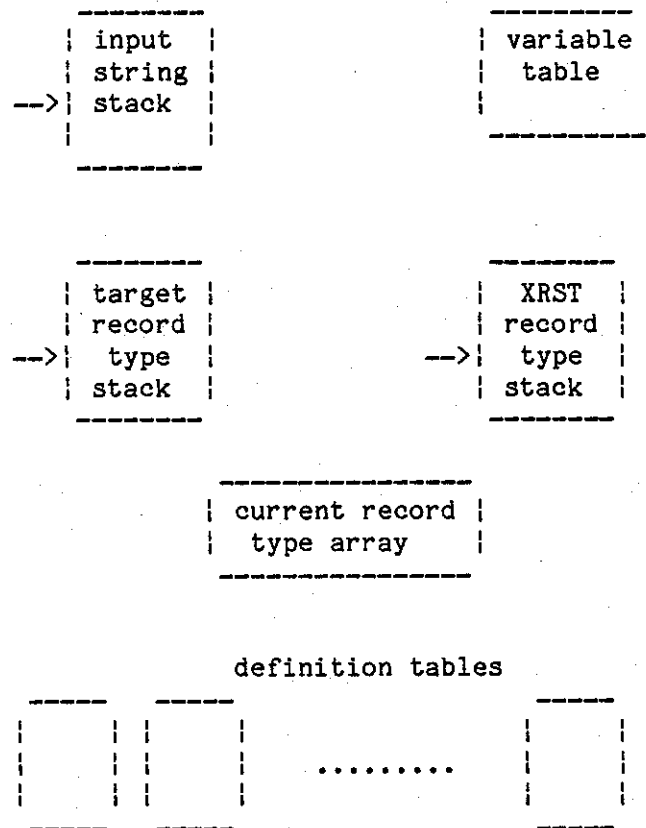 input
string
stack
variable
table
target
record
type
stack
XRST
record
type
stack
current record
type array
definition tables